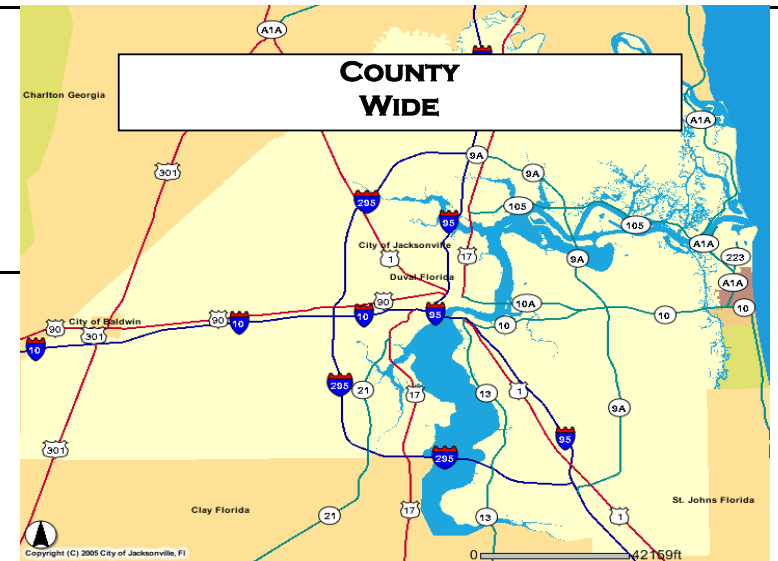 A1A
COUNTY
WIDE
Charlton Georgia
A1A
9A
301
9A
295
105
95
105
City of Jacksonville
A1A
1
17
223
9A
Duval Florida
A1A
90
10A
10
City of Baldwin
90
10
10
95
10
10
90
301
10
295
21
17
13
1
9A
95
301
295
St. Johns Florida
Clay Florida
17
21
13
1
Copyright (C) 2005 City of Jacksonville, Fl
0
42159ft